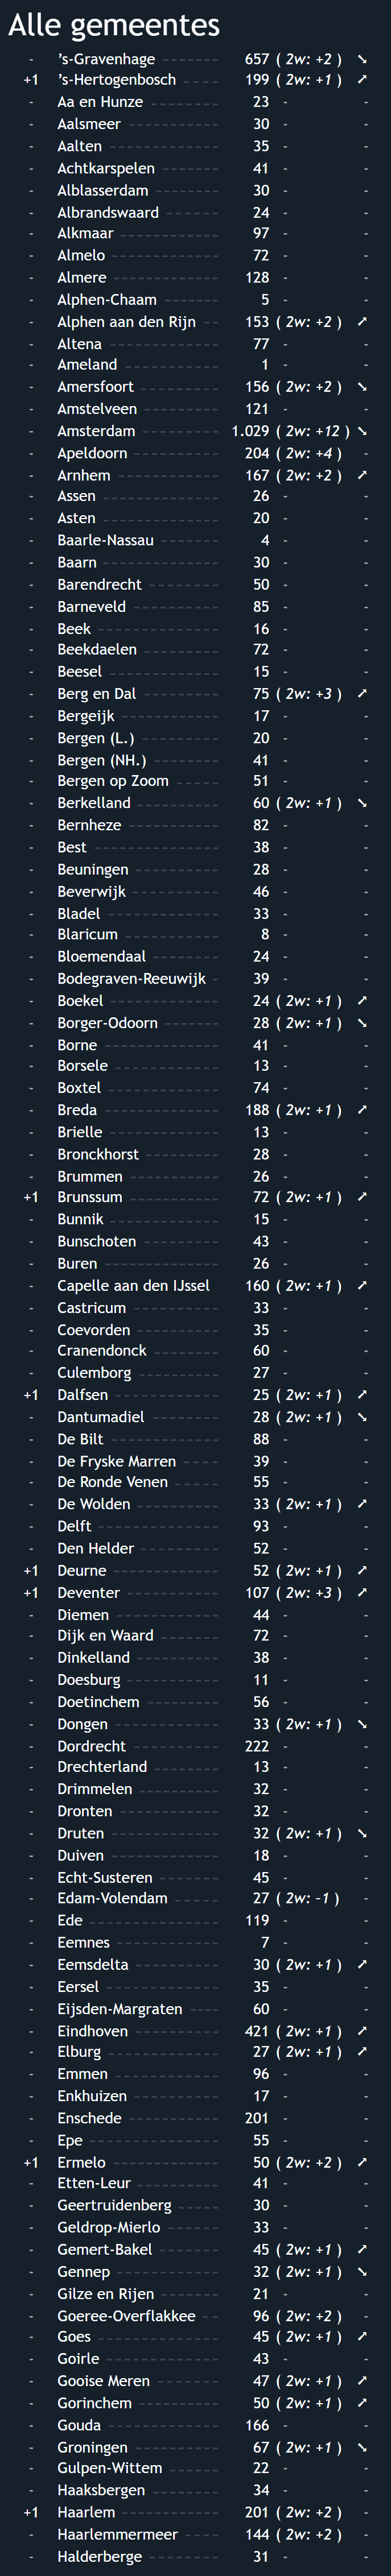 Alle gemeentes
- ’s-Gravenhage 657 ( 2w: +2 ) ➘
+1 ’s-Hertogenbosch 199 ( 2w: +1 ) ➚
- Aa en Hunze 23 - -
- Aalsmeer 30 - -
- Aalten 35 - -
- Achtkarspelen 41 - -
- Alblasserdam 30 - -
- Albrandswaard 24 - -
- Alkmaar 97 - -
- Almelo 72 - -
- Almere 128 - -
- Alphen-Chaam 5 - -
- Alphen aan den Rijn 153 ( 2w: +2 ) ➚
- Altena 77 - -
- Ameland 1 - -
- Amersfoort 156 ( 2w: +2 ) ➘
- Amstelveen 121 - -
- Amsterdam 1.029 ( 2w: +12 ) ➘
- Apeldoorn 204 ( 2w: +4 ) -
- Arnhem 167 ( 2w: +2 ) ➚
- Assen 26 - -
- Asten 20 - -
- Baarle-Nassau 4 - -
- Baarn 30 - -
- Barendrecht 50 - -
- Barneveld 85 - -
- Beek 16 - -
- Beekdaelen 72 - -
- Beesel 15 - -
- Berg en Dal 75 ( 2w: +3 ) ➚
- Bergeijk 17 - -
- Bergen (L.) 20 - -
- Bergen (NH.) 41 - -
- Bergen op Zoom 51 - -
- Berkelland 60 ( 2w: +1 ) ➘
- Bernheze 82 - -
- Best 38 - -
- Beuningen 28 - -
- Beverwijk 46 - -
- Bladel 33 - -
- Blaricum 8 - -
- Bloemendaal 24 - -
- Bodegraven-Reeuwijk 39 - -
- Boekel 24 ( 2w: +1 ) ➚
- Borger-Odoorn 28 ( 2w: +1 ) ➘
- Borne 41 - -
- Borsele 13 - -
- Boxtel 74 - -
- Breda 188 ( 2w: +1 ) ➚
- Brielle 13 - -
- Bronckhorst 28 - -
- Brummen 26 - -
+1 Brunssum 72 ( 2w: +1 ) ➚
- Bunnik 15 - -
- Bunschoten 43 - -
- Buren 26 - -
- Capelle aan den IJssel 160 ( 2w: +1 ) ➚
- Castricum 33 - -
- Coevorden 35 - -
- Cranendonck 60 - -
- Culemborg 27 - -
+1 Dalfsen 25 ( 2w: +1 ) ➚
- Dantumadiel 28 ( 2w: +1 ) ➘
- De Bilt 88 - -
- De Fryske Marren 39 - -
- De Ronde Venen 55 - -
- De Wolden 33 ( 2w: +1 ) ➚
- Delft 93 - -
- Den Helder 52 - -
+1 Deurne 52 ( 2w: +1 ) ➚
+1 Deventer 107 ( 2w: +3 ) ➚
- Diemen 44 - -
- Dijk en Waard 72 - -
- Dinkelland 38 - -
- Doesburg 11 - -
- Doetinchem 56 - -
- Dongen 33 ( 2w: +1 ) ➘
- Dordrecht 222 - -
- Drechterland 13 - -
- Drimmelen 32 - -
- Dronten 32 - -
- Druten 32 ( 2w: +1 ) ➘
- Duiven 18 - -
- Echt-Susteren 45 - -
- Edam-Volendam 27 ( 2w: -1 ) -
- Ede 119 - -
- Eemnes 7 - -
- Eemsdelta 30 ( 2w: +1 ) ➚
- Eersel 35 - -
- Eijsden-Margraten 60 - -
- Eindhoven 421 ( 2w: +1 ) ➚
- Elburg 27 ( 2w: +1 ) ➚
- Emmen 96 - -
- Enkhuizen 17 - -
- Enschede 201 - -
- Epe 55 - -
+1 Ermelo 50 ( 2w: +2 ) ➚
- Etten-Leur 41 - -
- Geertruidenberg 30 - -
- Geldrop-Mierlo 33 - -
- Gemert-Bakel 45 ( 2w: +1 ) ➚
- Gennep 32 ( 2w: +1 ) ➘
- Gilze en Rijen 21 - -
- Goeree-Overflakkee 96 ( 2w: +2 ) -
- Goes 45 ( 2w: +1 ) ➚
- Goirle 43 - -
- Gooise Meren 47 ( 2w: +1 ) ➚
- Gorinchem 50 ( 2w: +1 ) ➚
- Gouda 166 - -
- Groningen 67 ( 2w: +1 ) ➘
- Gulpen-Wittem 22 - -
- Haaksbergen 34 - -
+1 Haarlem 201 ( 2w: +2 ) -
- Haarlemmermeer 144 ( 2w: +2 ) -
- Halderberge 31 - -